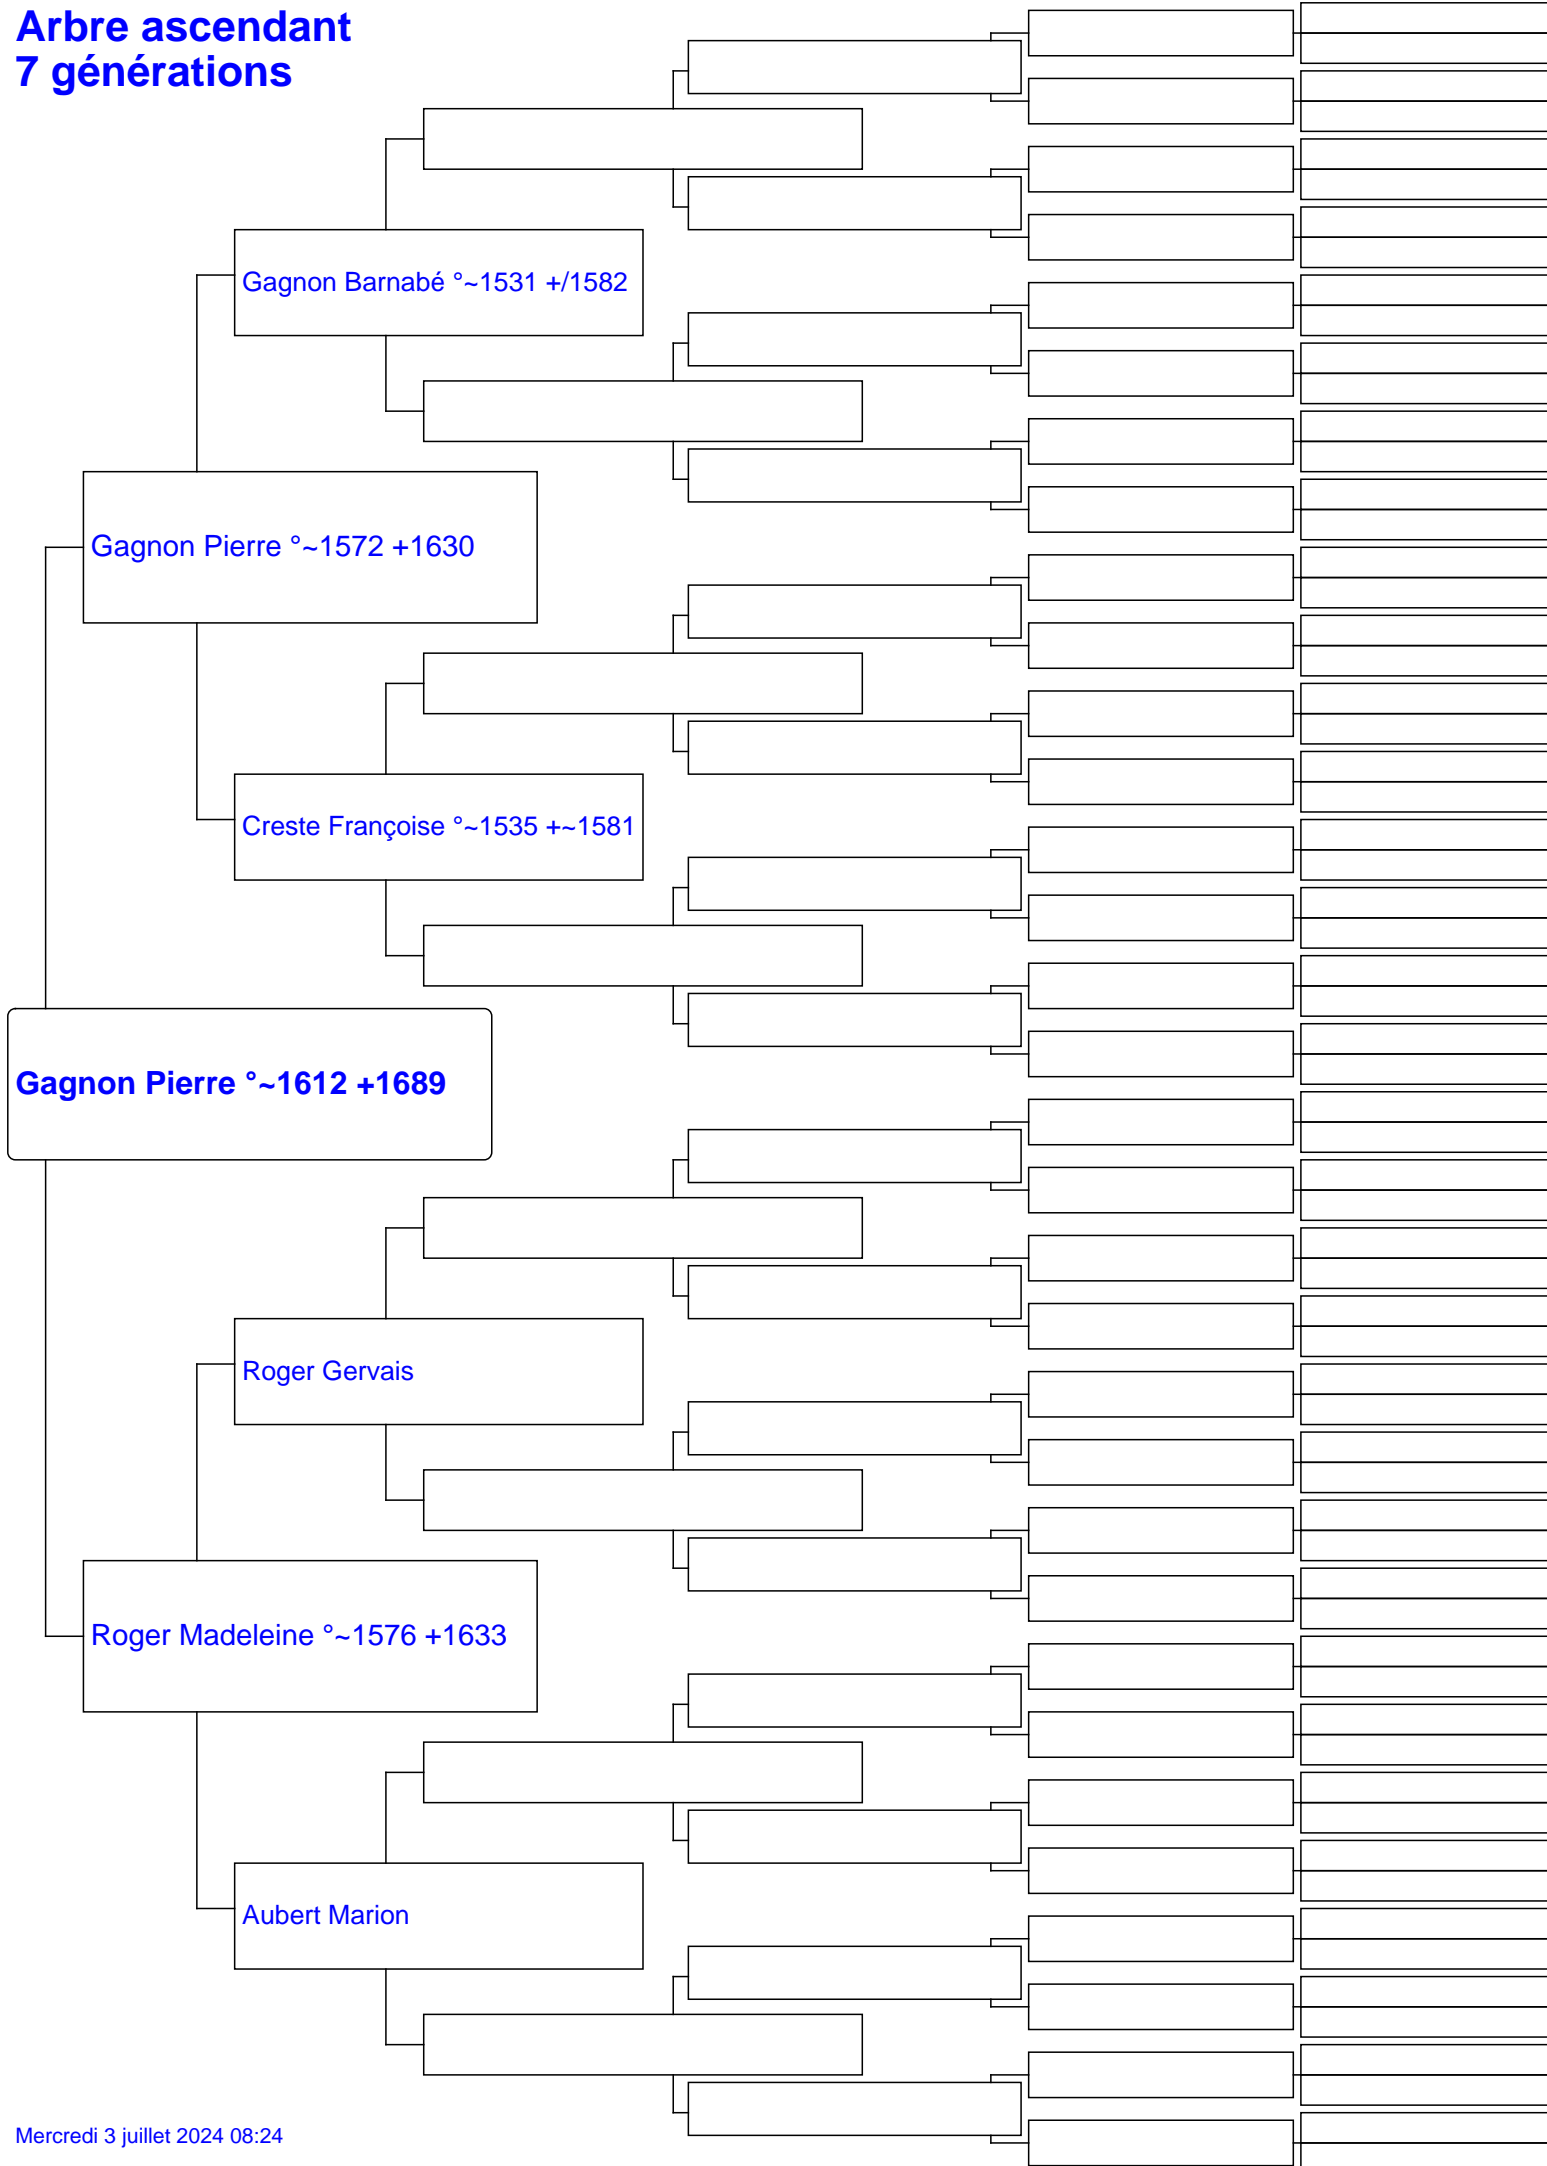 Arbre ascendant
7 générations
Gagnon Barnabé °~1531 +/1582
Gagnon Pierre °~1572 +1630
Creste Françoise °~1535 +~1581
Gagnon Pierre °~1612 +1689
Roger Gervais
Roger Madeleine °~1576 +1633
Aubert Marion
Mercredi 3 juillet 2024 08:24